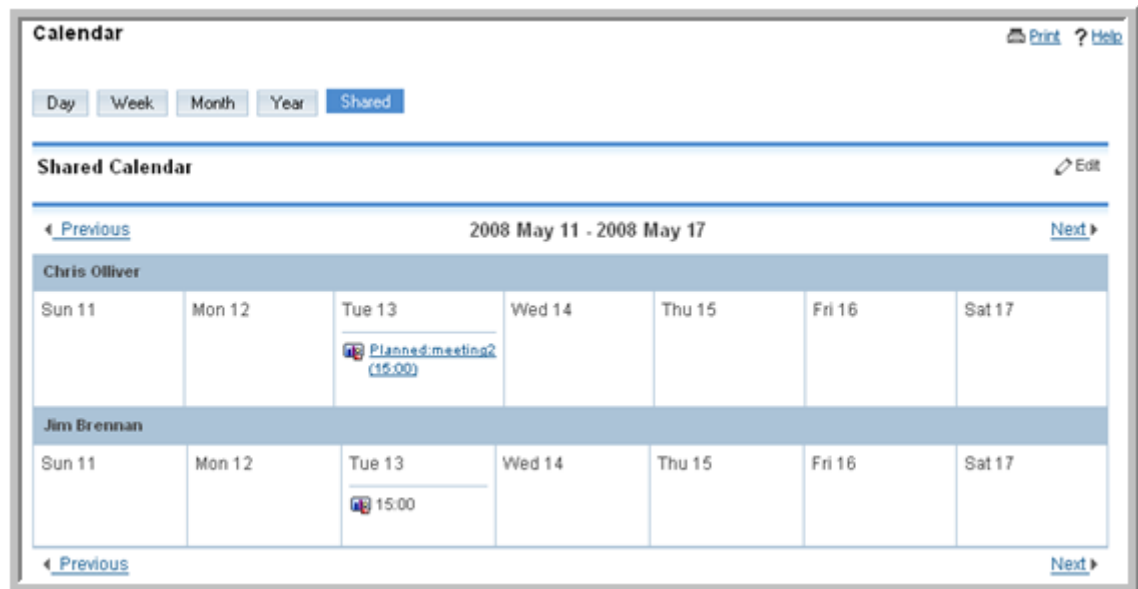 Calendar
Print ? Help
Day Week Month Year Shared
Shared Calendar
Edit
Previous 2008 May 11 - 2008 May 17 Next
Chris Olliver
Sun 11 Mon 12 Tue 13 Wed 14 Thu 15 Fri 16 Sat 17
Planned:meeting2
(15:00)
Jim Brennan
Sun 11 Mon 12 Tue 13 Wed 14 Thu 15 Fri 16 Sat 17
15:00
Previous Next